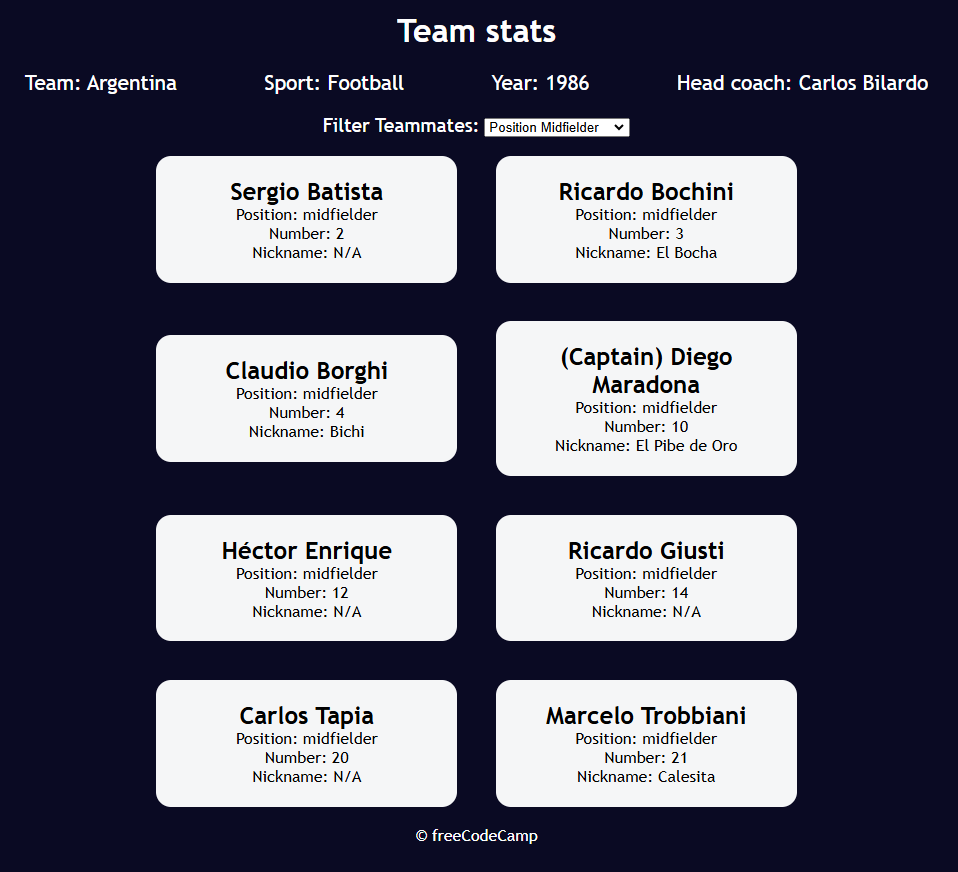 Team stats
Team: Argentina
Sport: Football
Year: 1986
Head coach: Carlos Bilardo
Filter Teammates: Position Midfielder
Sergio Batista
Position: midfielder
Number: 2
Nickname: N/A
Ricardo Bochini
Position: midfielder
Number: 3
Nickname: El Bocha
Claudio Borghi
Position: midfielder
Number: 4
Nickname: Bichi
(Captain) Diego
Maradona
Position: midfielder
Number: 10
Nickname: El Pibe de Oro
Héctor Enrique
Position: midfielder
Number: 12
Nickname: N/A
Ricardo Giusti
Position: midfielder
Number: 14
Nickname: N/A
Carlos Tapia
Position: midfielder
Number: 20
Nickname: N/A
Marcelo Trobbiani
Position: midfielder
Number: 21
Nickname: Calesita
© freeCodeCamp